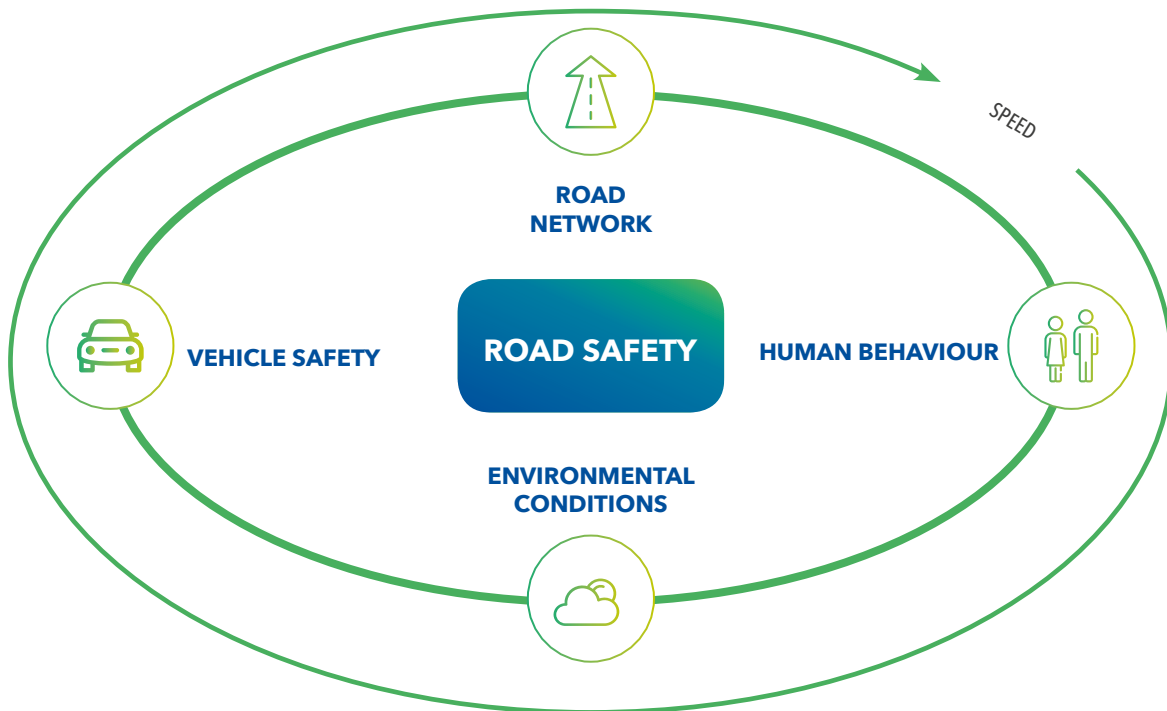 SPEED
ROAD
NETWORK
VEHICLE SAFETY
ROAD SAFETY
HUMAN BEHAVIOUR
ENVIRONMENTAL
CONDITIONS